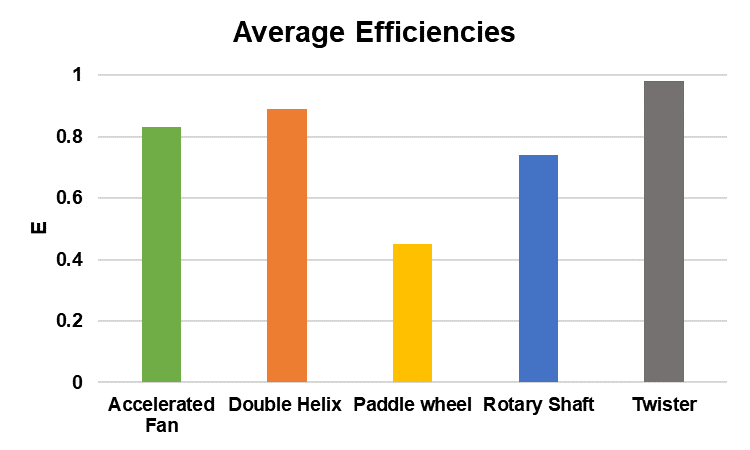 Average Efficiencies
1
0.8
0.6
0.4
0.2
0
E
Accelerated Fan
Double Helix
Paddle wheel
Rotary Shaft
Twister